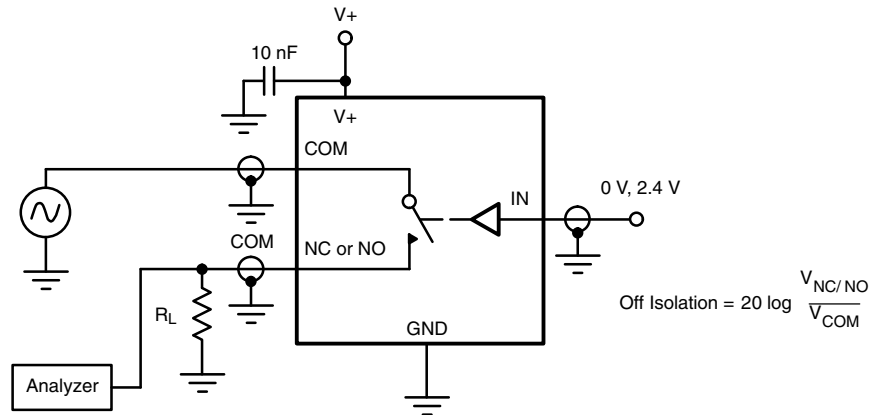 V+
10 nF
V+
COM
0 V, 2.4 V
IN
COM
NC or NO
R_L
GND
Off Isolation = 20 log V_NC/ NO / V_COM
Analyzer